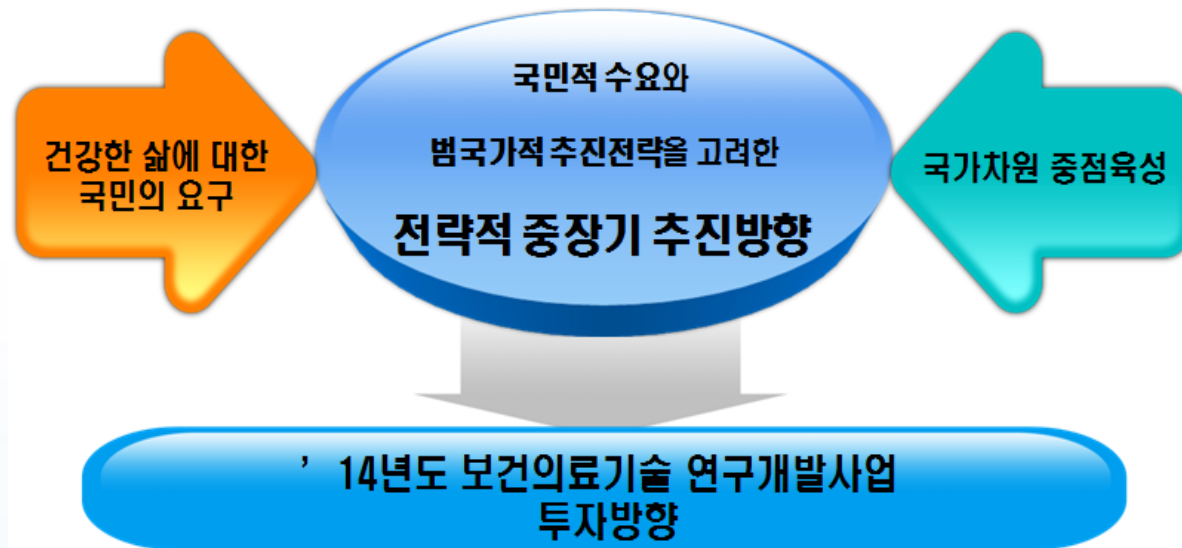 국민적 수요와
범국가적 추진전략을 고려한
전략적 중장기 추진방향
건강한 삶에 대한
국민의 요구
국가차원 중점육성
’14년도 보건의료기술 연구개발사업
투자방향